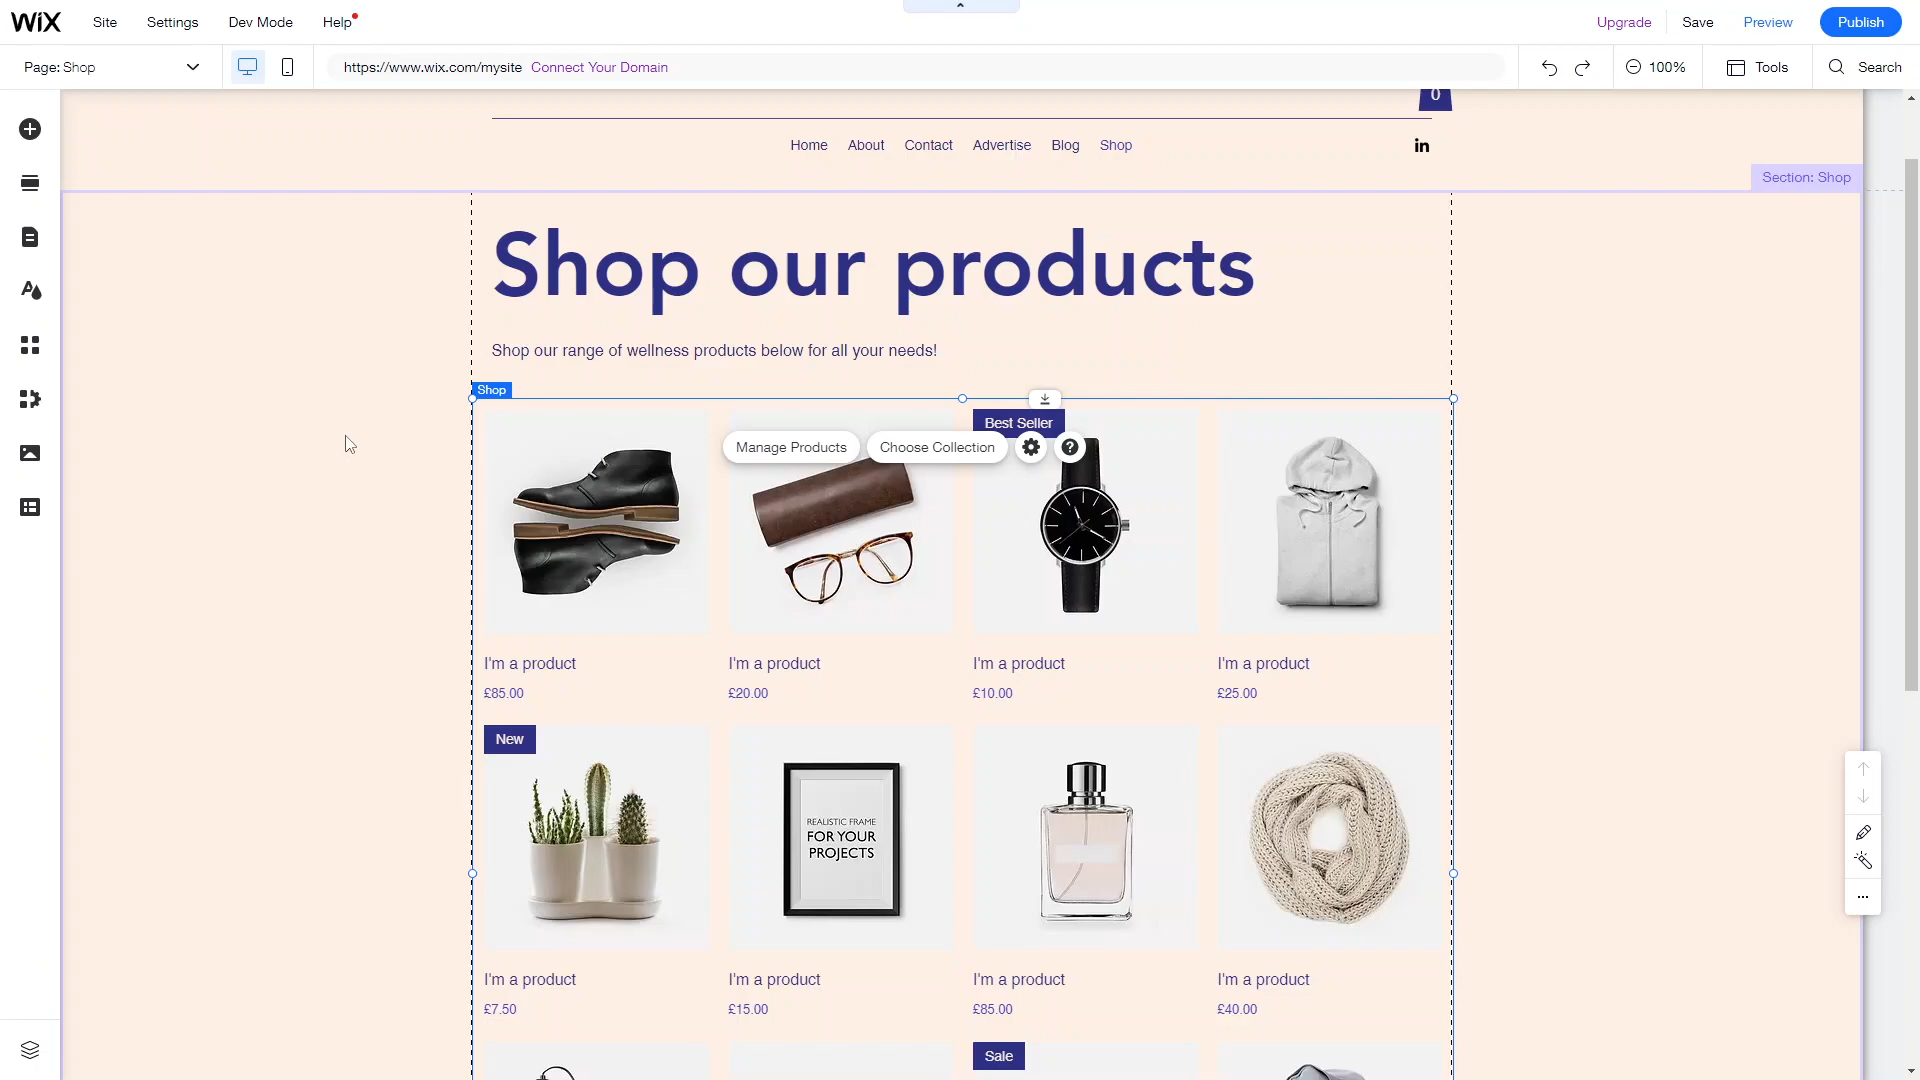 WiX Site Settings Dev Mode Help Upgrade Save Preview Publish
Page: Shop https://www.wix.com/mysite Connect Your Domain 100% Tools Search
0
Home About Contact Advertise Blog Shop in
Section: Shop
Shop our products
Shop our range of wellness products below for all your needs!
Shop
Best Seller
Manage Products Choose Collection ?
I'm a product I'm a product I'm a product I'm a product
£85.00 £20.00 £10.00 £25.00
New
REALISTIC FRAME
FOR YOUR
PROJECTS
I'm a product I'm a product I'm a product I'm a product
£7.50 £15.00 £85.00 £40.00
Sale